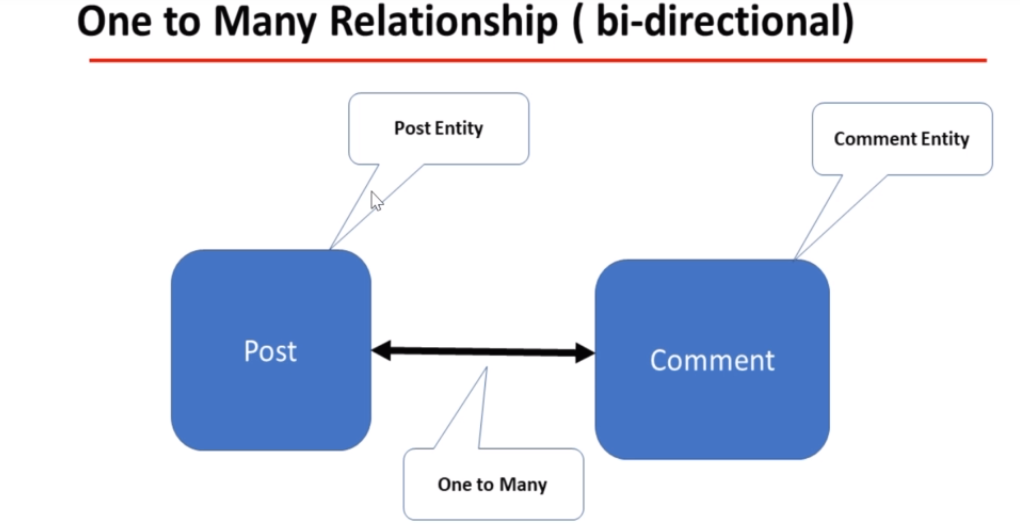 One to Many Relationship ( bi-directional)
Post Entity
Comment Entity
Post
Comment
One to Many